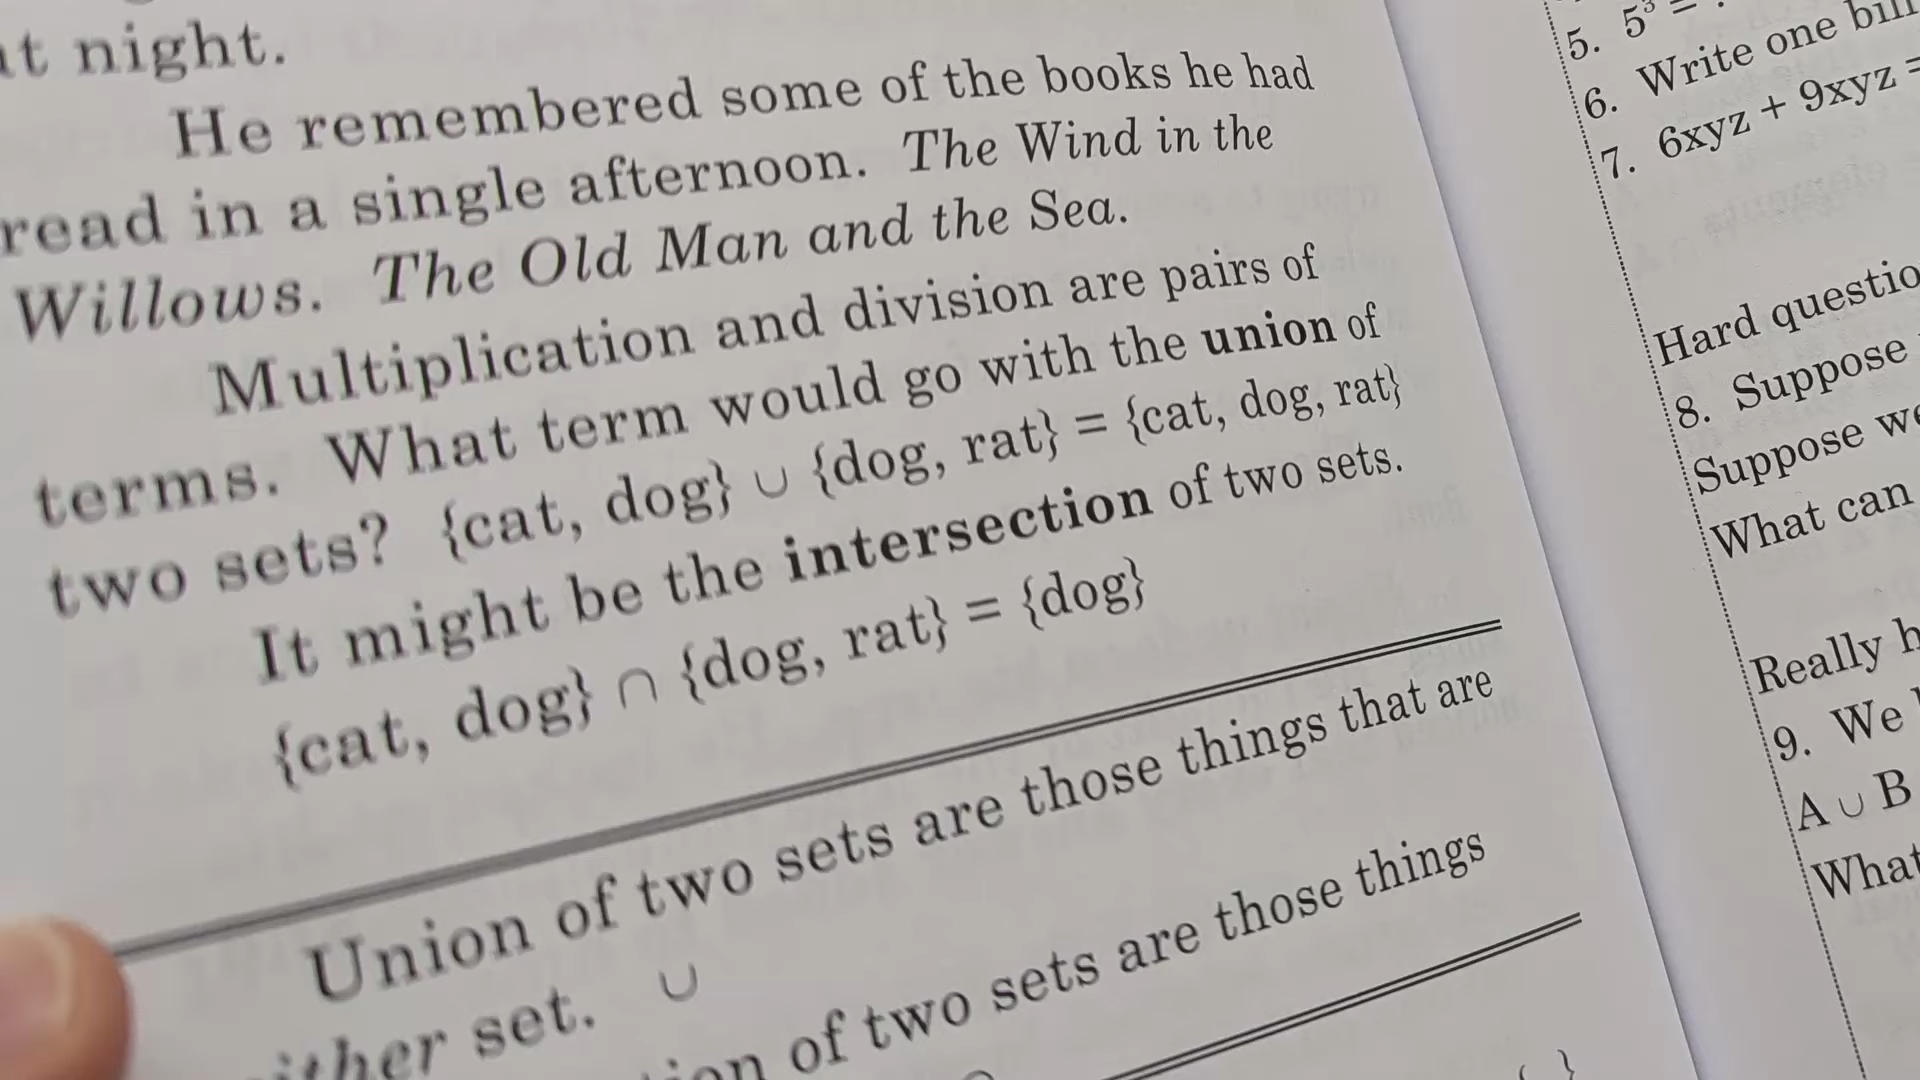 at night.
He remembered some of the books he had
read in a single afternoon. The Wind in the
Willows. The Old Man and the Sea.
Multiplication and division are pairs of
terms. What term would go with the union of
two sets? {cat, dog} ∪ {dog, rat} = {cat, dog, rat}
It might be the intersection of two sets.
{cat, dog} ∩ {dog, rat} = {dog}
Union of two sets are those things that are
either set. ∪
of two sets are those things
5. 5³ =
6. Write one
7. 6xyz + 9xyz =
Hard
8. Suppose
Suppose
What can
Really
9. We
A ∪ B
What